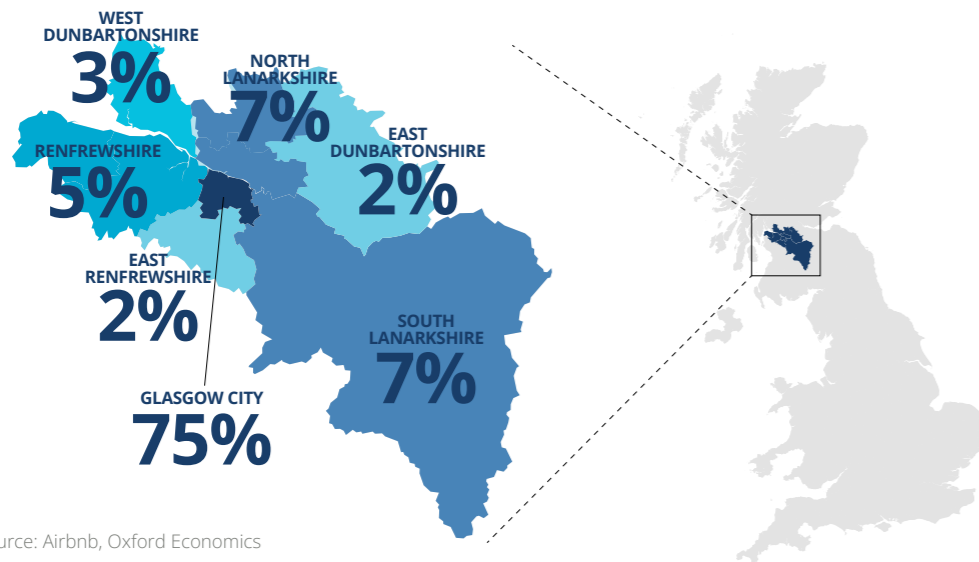 WEST
DUNBARTONSHIRE
3%
NORTH
LANARKSHIRE
7%
EAST
DUNBARTONSHIRE
2%
RENFREWSHIRE
5%
EAST
RENFREWSHIRE
2%
SOUTH
LANARKSHIRE
7%
GLASGOW CITY
75%
urce: Airbnb, Oxford Economics